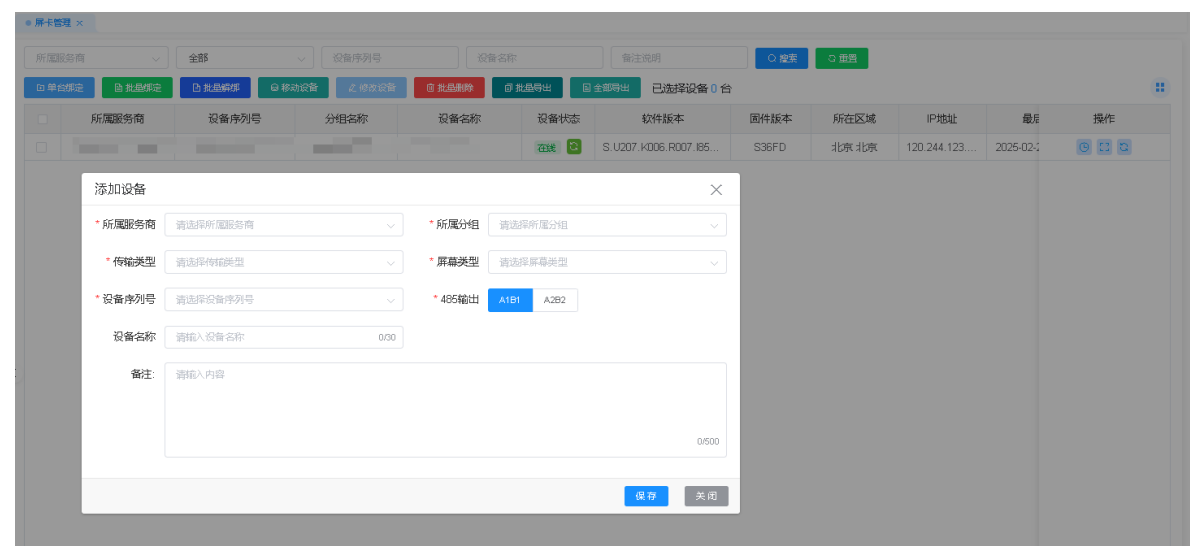 屏卡管理
所属服务商 全部 设备序列号 设备名称 备注说明 搜索 重置
单台绑定 批量绑定 批量解绑 移动设备 修改设备 批量删除 批量导出 全部导出 已选择设备 0 台
所属服务商 设备序列号 分组名称 设备名称 设备状态 软件版本 固件版本 所在区域 IP地址 最后 操作
在线 S.U207.K006.R007.I85... S36FD 北京 北京 120.244.123.... 2025-02-2
添加设备
* 所属服务商 请选择所属服务商 * 所属分组 请选择所属分组
* 传输类型 请选择传输类型 * 屏幕类型 请选择屏幕类型
* 设备序列号 请选择设备序列号 * 485输出 A1B1 A2B2
设备名称 请输入设备名称 0/30
备注: 请输入内容
0/500
保存 关闭